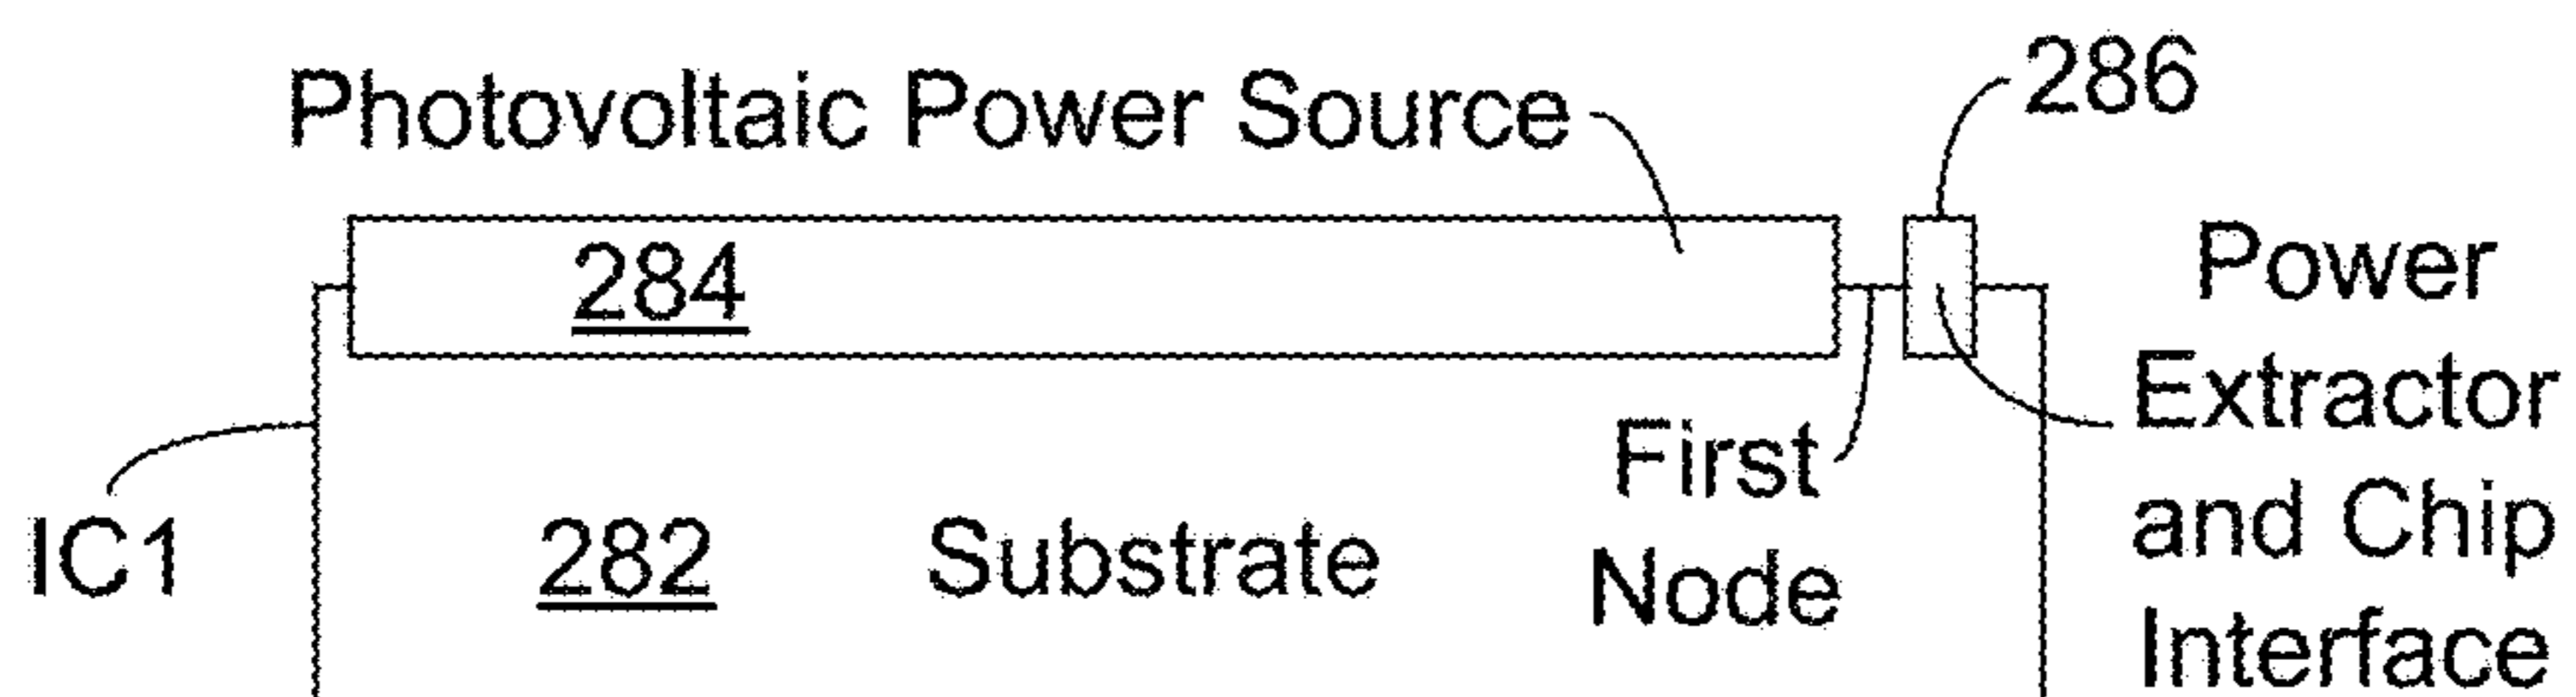 286
Photovoltaic Power Source
284
Power
Extractor
and Chip
Interface
First
Node
IC1
282
Substrate